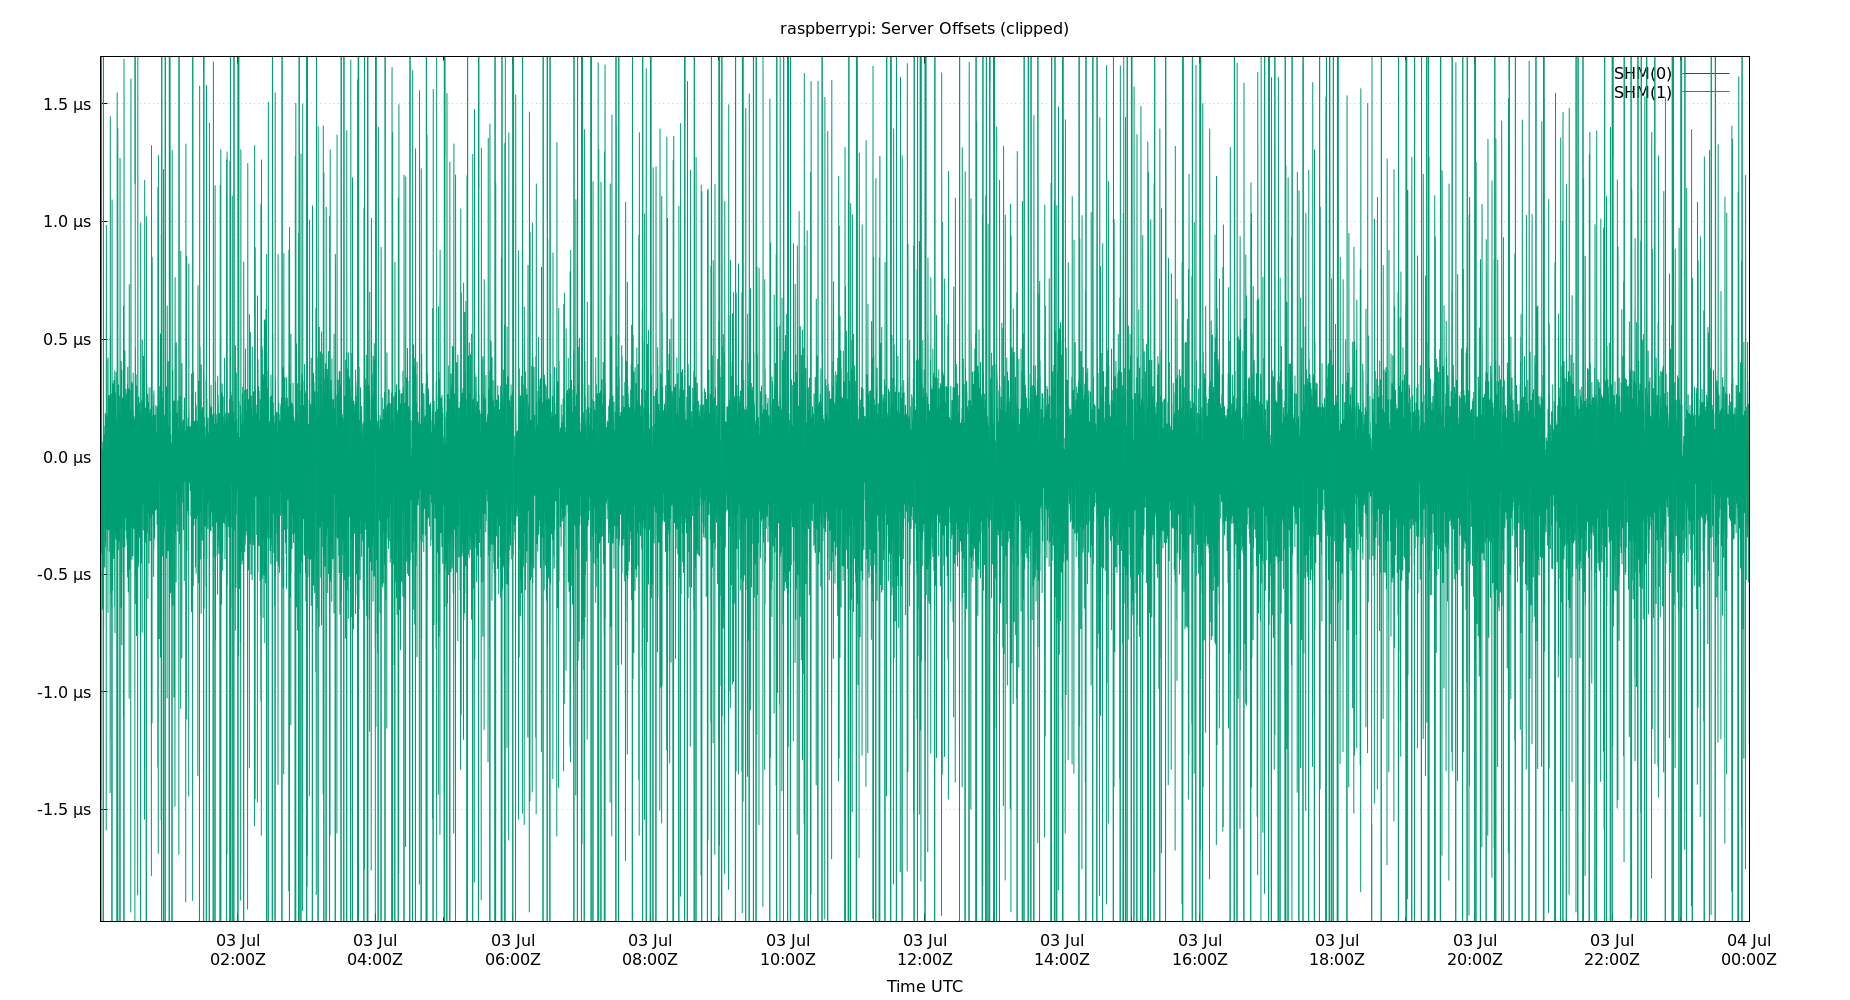 raspberrypi: Server Offsets (clipped)
SHM(0)
SHM(1)
1.5 µs
1.0 µs
0.5 µs
0.0 µs
-0.5 µs
-1.0 µs
-1.5 µs
03 Jul 03 Jul 03 Jul 03 Jul 03 Jul 03 Jul 03 Jul 03 Jul 03 Jul 03 Jul 03 Jul 04 Jul
02:00Z 04:00Z 06:00Z 08:00Z 10:00Z 12:00Z 14:00Z 16:00Z 18:00Z 20:00Z 22:00Z 00:00Z
Time UTC